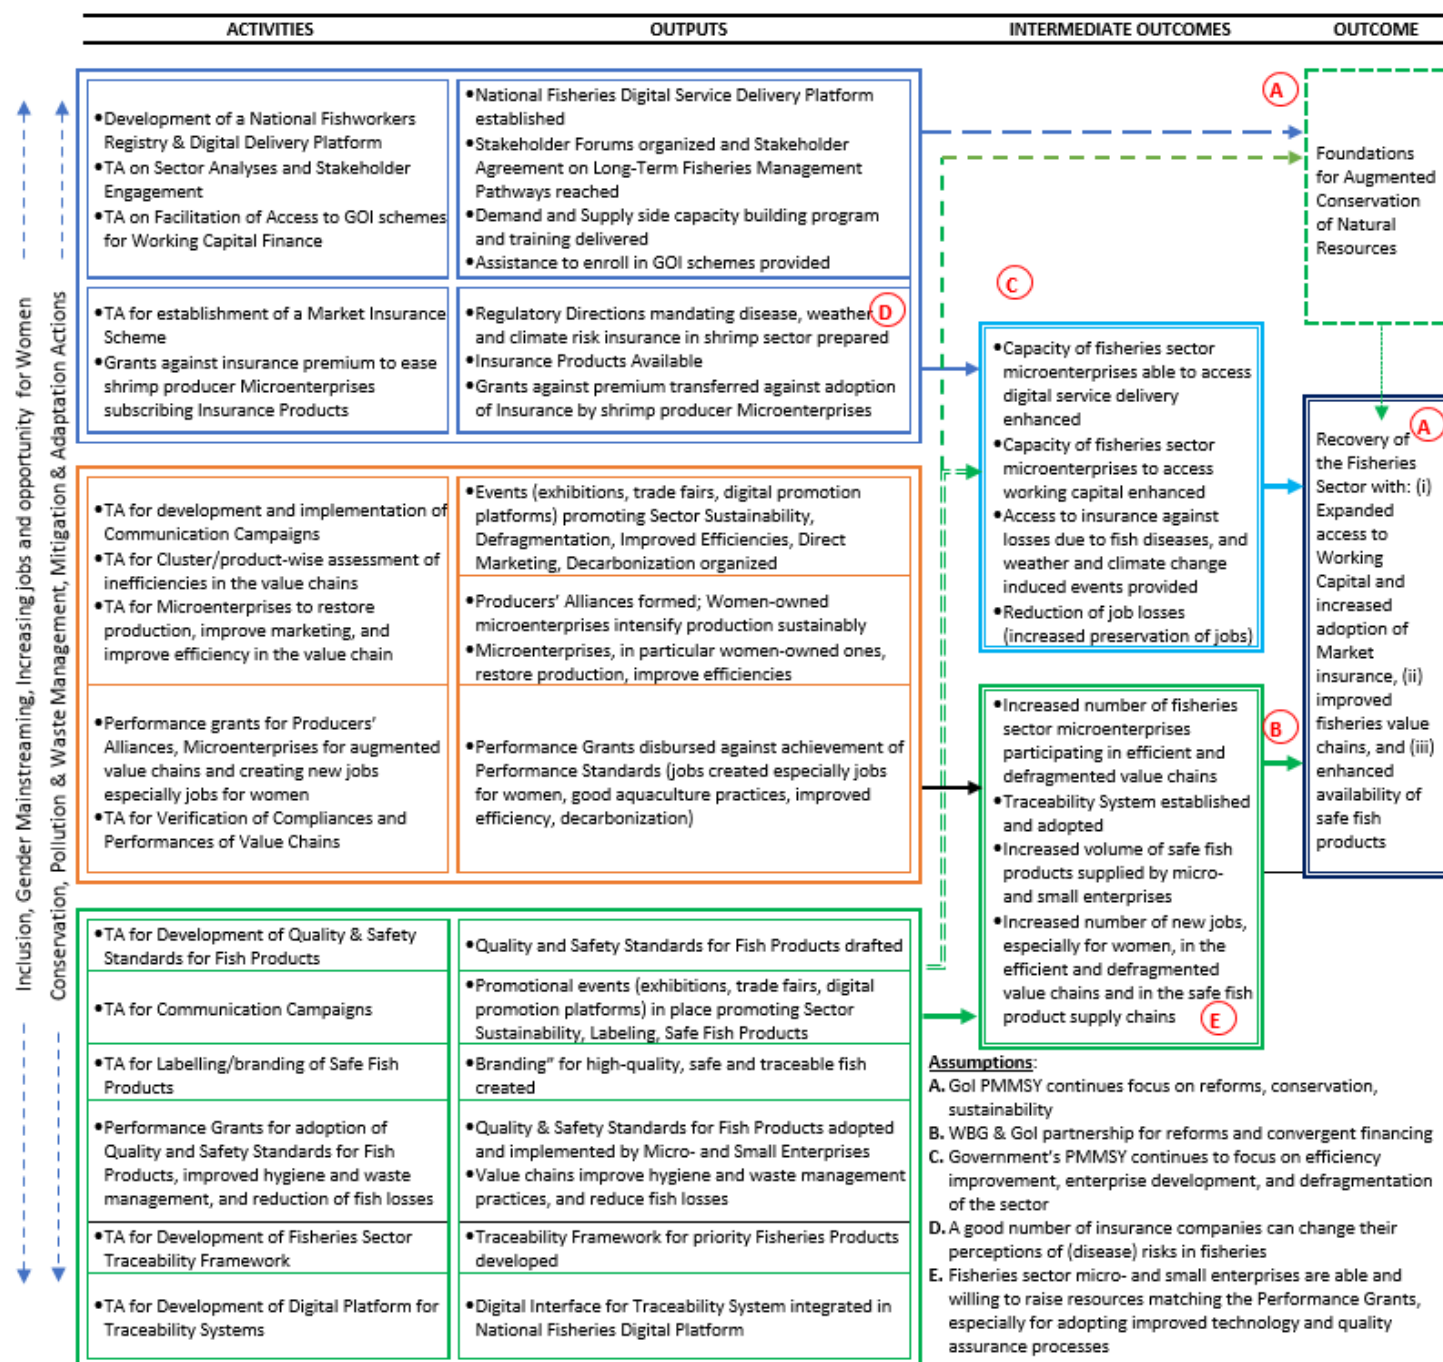 ACTIVITIES
OUTPUTS
INTERMEDIATE OUTCOMES
OUTCOME
Inclusion, Gender Mainstreaming, Increasing jobs and opportunity for Women
Conservation, Pollution & Waste Management, Mitigation & Adaptation Actions
•Development of a National Fishworkers
Registry & Digital Delivery Platform
•TA on Sector Analyses and Stakeholder
Engagement
•TA on Facilitation of Access to GOI schemes
for Working Capital Finance
•National Fisheries Digital Service Delivery Platform
established
•Stakeholder Forums organized and Stakeholder
Agreement on Long-Term Fisheries Management
Pathways reached
•Demand and Supply side capacity building program
and training delivered
•Assistance to enroll in GOI schemes provided
•TA for establishment of a Market Insurance
Scheme
•Grants against insurance premium to ease
shrimp producer Microenterprises
subscribing Insurance Products
•Regulatory Directions mandating disease, weather
and climate risk insurance in shrimp sector prepared
•Insurance Products Available
•Grants against premium transferred against adoption
of Insurance by shrimp producer Microenterprises
D
•TA for development and implementation of
Communication Campaigns
•TA for Cluster/product-wise assessment of
inefficiencies in the value chains
•TA for Microenterprises to restore
production, improve marketing, and
improve efficiency in the value chain
•Events (exhibitions, trade fairs, digital promotion
platforms) promoting Sector Sustainability,
Defragmentation, Improved Efficiencies, Direct
Marketing, Decarbonization organized
•Producers' Alliances formed; Women-owned
microenterprises intensify production sustainably
•Microenterprises, in particular women-owned ones,
restore production, improve efficiencies
•Performance grants for Producers'
Alliances, Microenterprises for augmented
value chains and creating new jobs
especially jobs for women
•TA for Verification of Compliances and
Performances of Value Chains
•Performance Grants disbursed against achievement of
Performance Standards (jobs created especially jobs
for women, good aquaculture practices, improved
efficiency, decarbonization)
•TA for Development of Quality & Safety
Standards for Fish Products
•Quality and Safety Standards for Fish Products drafted
•TA for Communication Campaigns
•Promotional events (exhibitions, trade fairs, digital
promotion platforms) in place promoting Sector
Sustainability, Labeling, Safe Fish Products
•TA for Labelling/branding of Safe Fish
Products
•Branding” for high-quality, safe and traceable fish
created
•Performance Grants for adoption of
Quality and Safety Standards for Fish
Products, improved hygiene and waste
management, and reduction of fish losses
•Quality & Safety Standards for Fish Products adopted
and implemented by Micro- and Small Enterprises
•Value chains improve hygiene and waste management
practices, and reduce fish losses
•TA for Development of Fisheries Sector
Traceability Framework
•Traceability Framework for priority Fisheries Products
developed
•TA for Development of Digital Platform for
Traceability Systems
•Digital Interface for Traceability System integrated in
National Fisheries Digital Platform
C
•Capacity of fisheries sector
microenterprises able to access
digital service delivery
enhanced
•Capacity of fisheries sector
microenterprises to access
working capital enhanced
•Access to insurance against
losses due to fish diseases, and
weather and climate change
induced events provided
•Reduction of job losses
(increased preservation of jobs)
B
•Increased number of fisheries
sector microenterprises
participating in efficient and
defragmented value chains
•Traceability System established
and adopted
•Increased volume of safe fish
products supplied by micro-
and small enterprises
•Increased number of new jobs,
especially for women, in the
efficient and defragmented
value chains and in the safe fish
product supply chains
E
A
Foundations
for Augmented
Conservation
of Natural
Resources
A
Recovery of
the Fisheries
Sector with: (i)
Expanded
access to
Working
Capital and
increased
adoption of
Market
insurance, (ii)
improved
fisheries value
chains, and (iii)
enhanced
availability of
safe fish
products
Assumptions:
A. GoI PMMSY continues focus on reforms, conservation,
sustainability
B. WBG & GoI partnership for reforms and convergent financing
C. Government's PMMSY continues to focus on efficiency
improvement, enterprise development, and defragmentation
of the sector
D. A good number of insurance companies can change their
perceptions of (disease) risks in fisheries
E. Fisheries sector micro- and small enterprises are able and
willing to raise resources matching the Performance Grants,
especially for adopting improved technology and quality
assurance processes